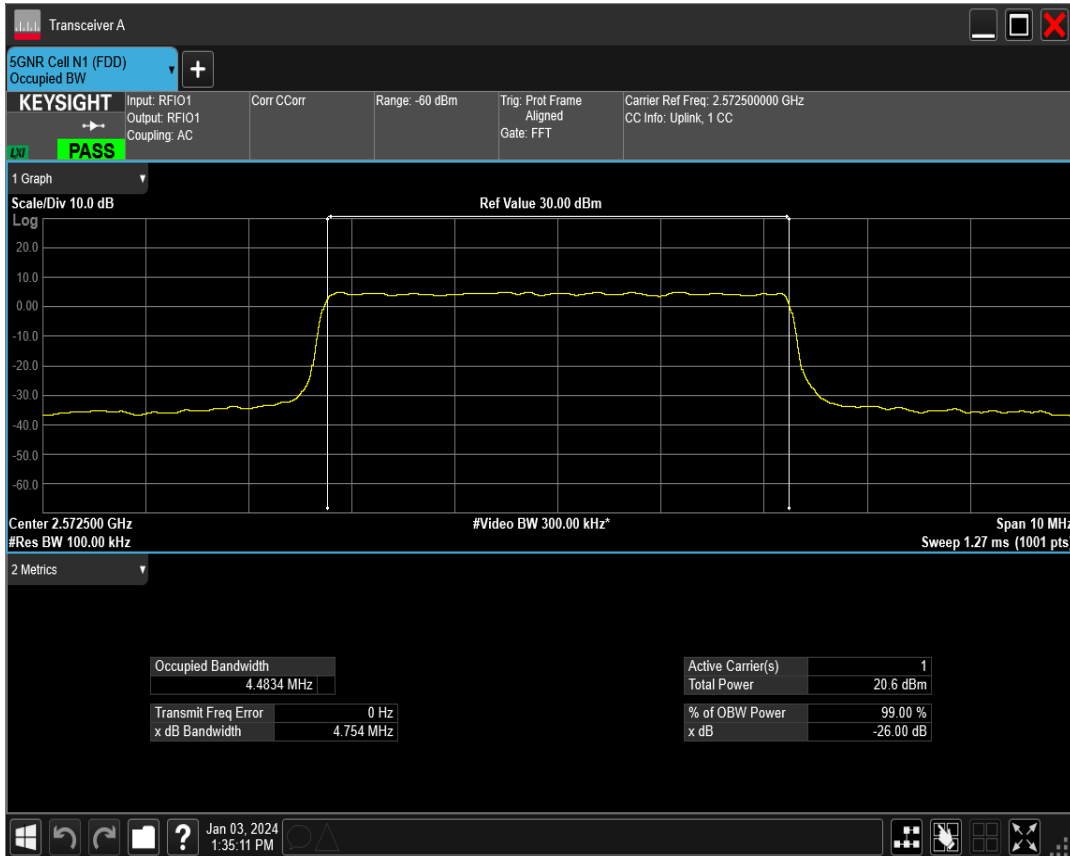 Transceiver A
5GNR Cell N1 (FDD)
Occupied BW
+
KEYSIGHT
LXI
PASS
Input: RFIO1
Output: RFIO1
Coupling: AC
Corr CCorr
Range: -60 dBm
Trig: Prot Frame
Aligned
Gate: FFT
Carrier Ref Freq: 2.572500000 GHz
CC Info: Uplink, 1 CC
1 Graph
Scale/Div 10.0 dB
Ref Value 30.00 dBm
Log
20.0
10.0
0.00
-10.0
-20.0
-30.0
-40.0
-50.0
-60.0
Center 2.572500 GHz
#Video BW 300.00 kHz*
Span 10 MHz
#Res BW 100.00 kHz
Sweep 1.27 ms (1001 pts)
2 Metrics
Occupied Bandwidth
4.4834 MHz
Transmit Freq Error 0 Hz
x dB Bandwidth 4.754 MHz
Active Carrier(s) 1
Total Power 20.6 dBm
% of OBW Power 99.00 %
x dB -26.00 dB
?
Jan 03, 2024
1:35:11 PM